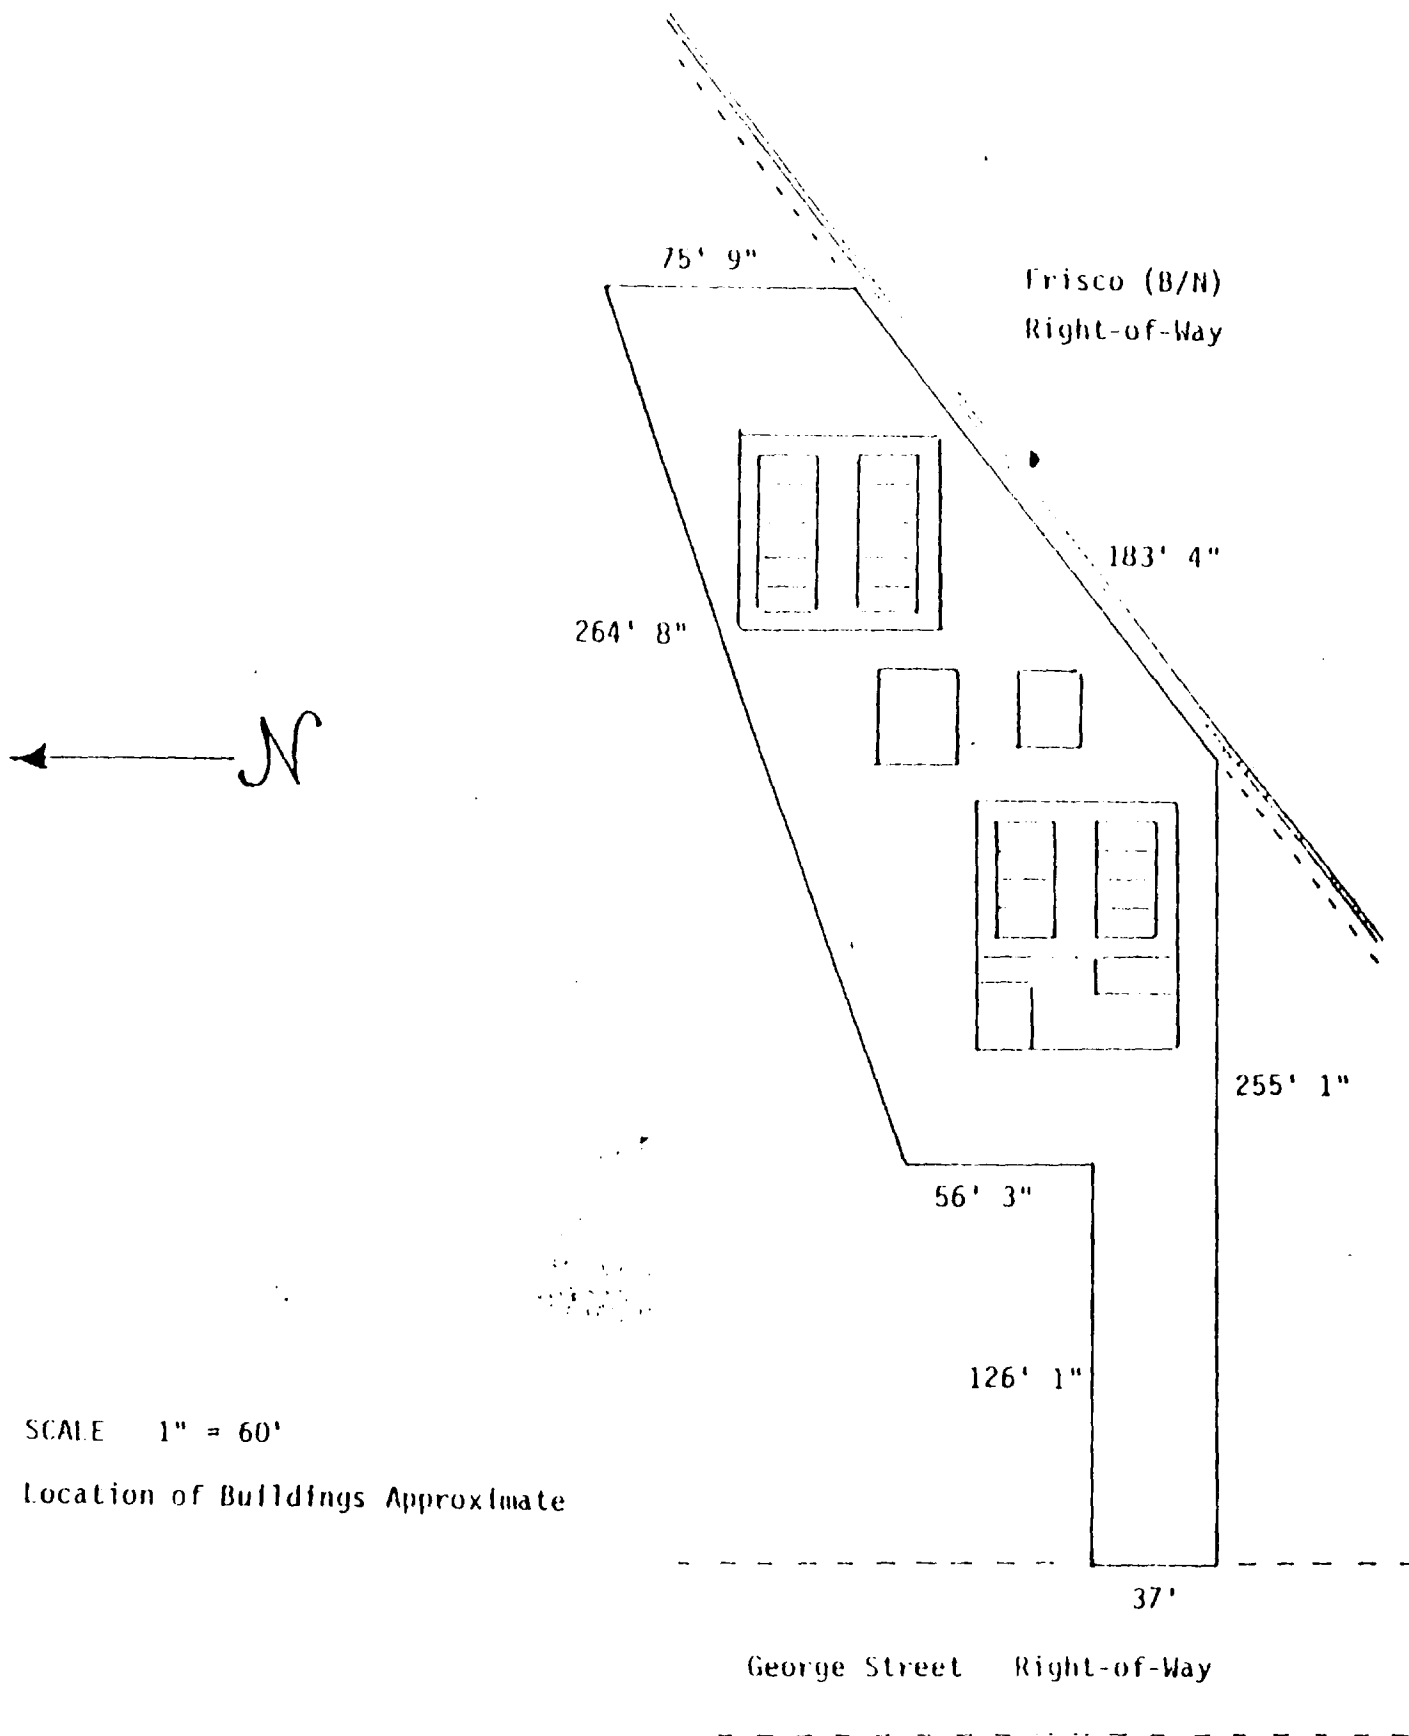 75' 9"
Frisco (B/N)
Right-of-Way
183' 4"
264' 8"
N
255' 1"
56' 3"
126' 1"
SCALE 1" = 60'
Location of Buildings Approximate
37'
George Street Right-of-Way